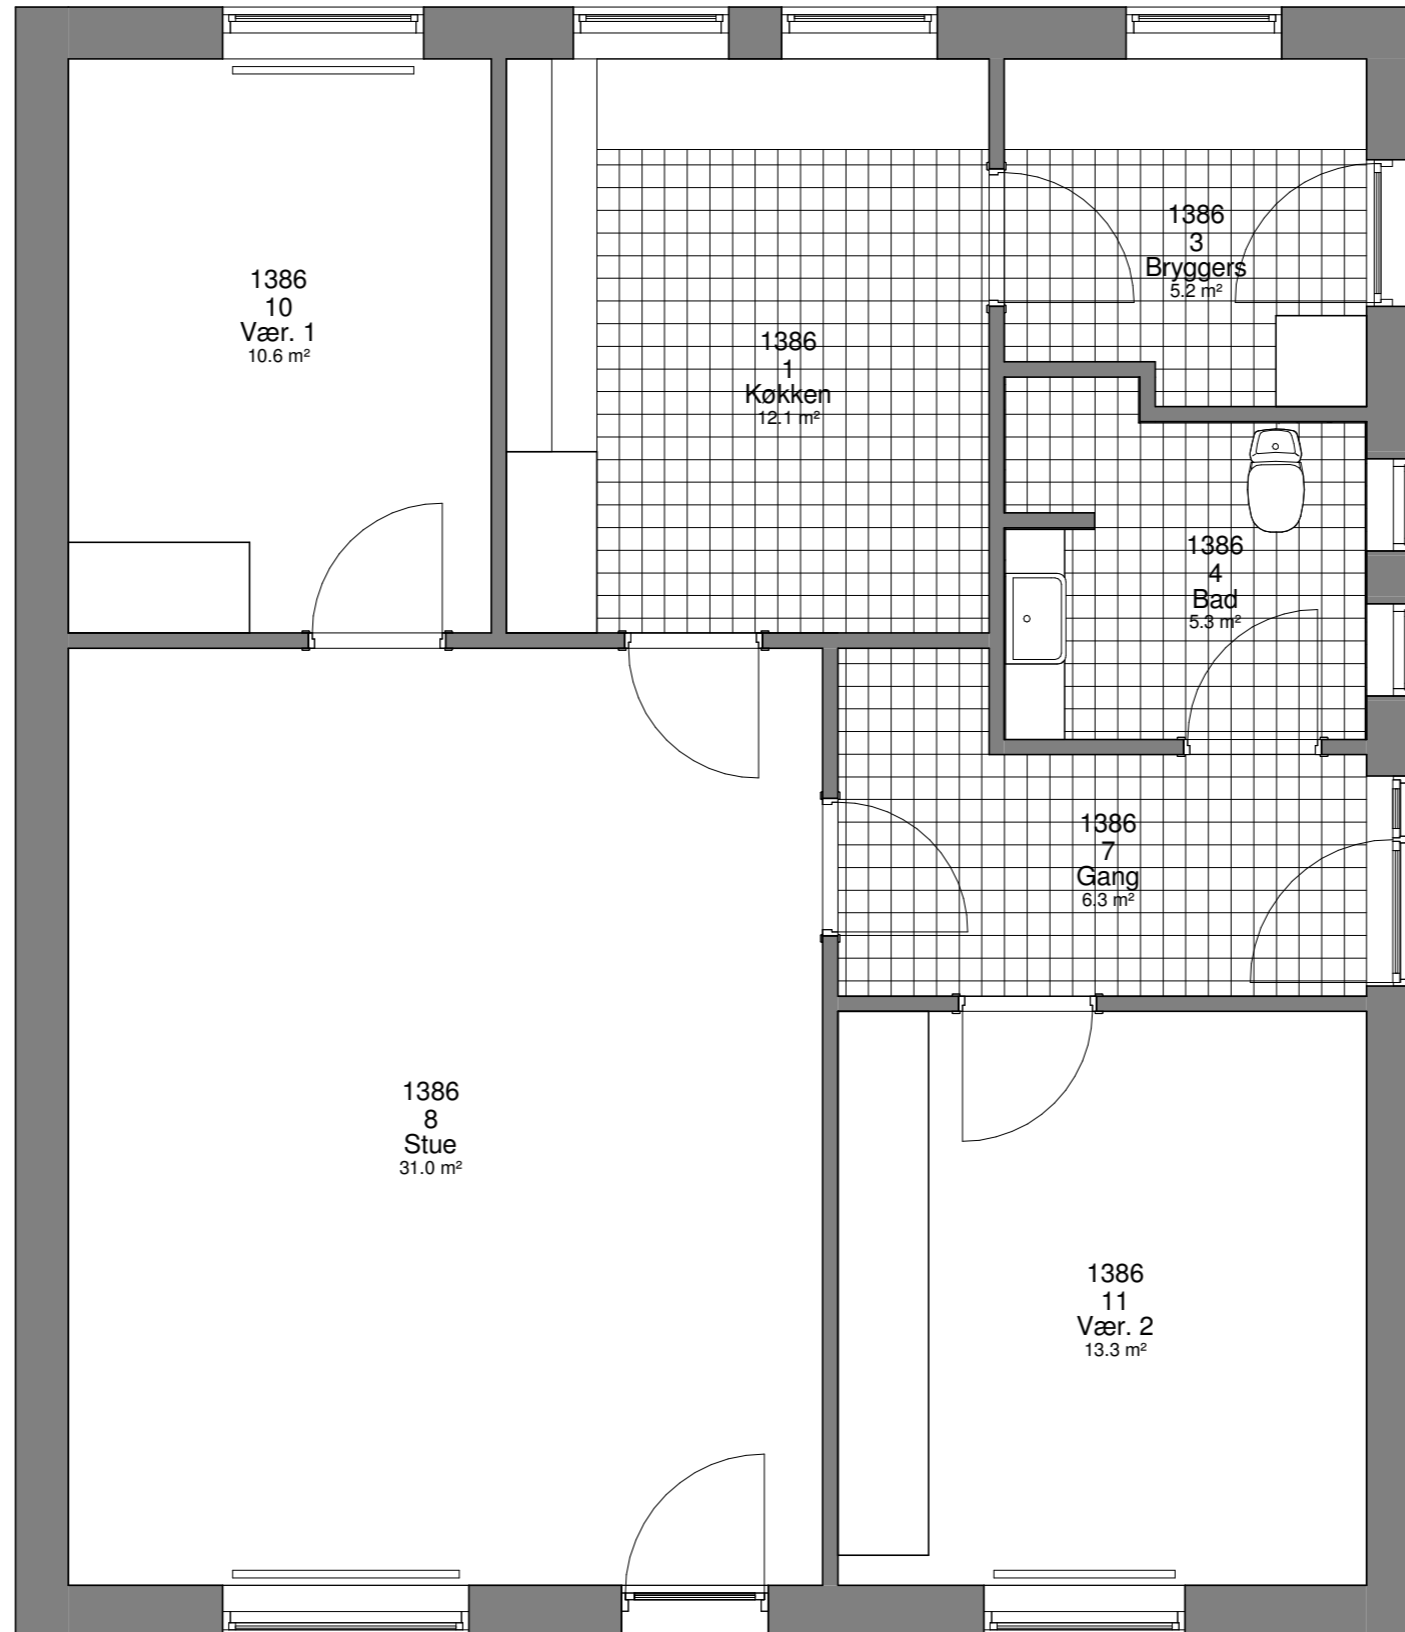 1386
3
Bryggers
5.2 m²
1386
10
Vær. 1
10.6 m²
1386
1
Køkken
12.1 m²
1386
4
Bad
5.3 m²
1386
7
Gang
6.3 m²
1386
8
Stue
31.0 m²
1386
11
Vær. 2
13.3 m²